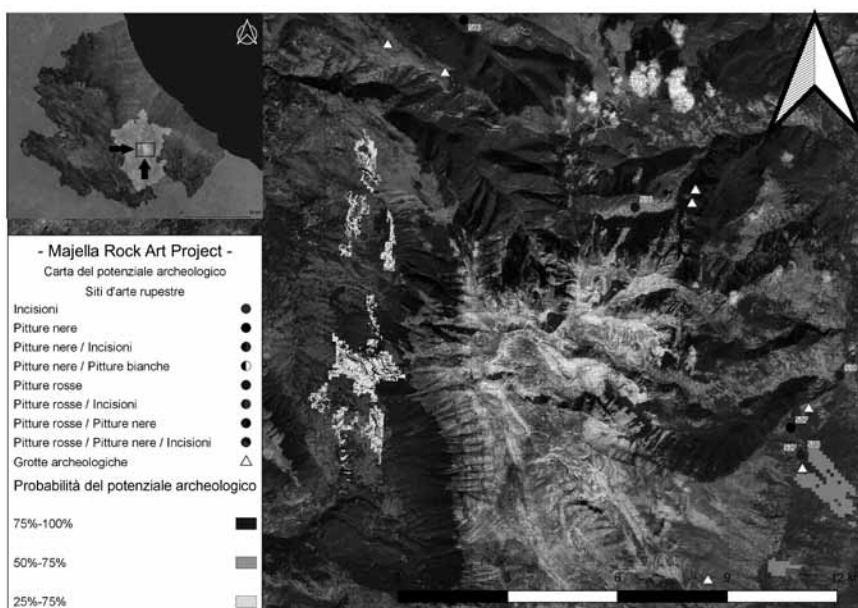 - Majella Rock Art Project -
Carta del potenziale archeologico
Siti d'arte rupestre
Incisioni
Pitture nere
Pitture nere / Incisioni
Pitture nere / Pitture bianche
Pitture rosse
Pitture rosse / Incisioni
Pitture rosse / Pitture nere
Pitture rosse / Pitture nere / Incisioni
Grotte archeologiche
Probabilità del potenziale archeologico
75%-100%
50%-75%
25%-75%
6
9